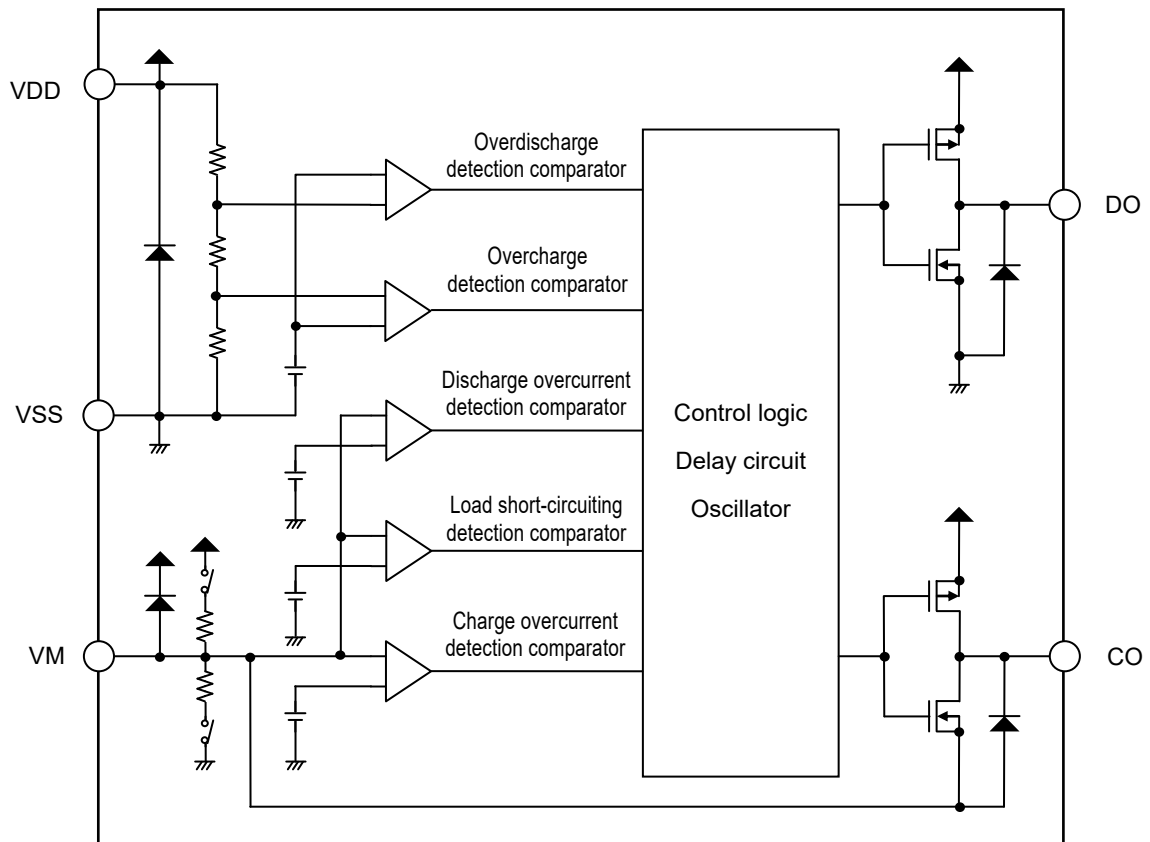 VDD
Overdischarge
detection comparator
DO
Overcharge
detection comparator
VSS
Discharge overcurrent
detection comparator
Control logic
Delay circuit
Oscillator
Load short-circuiting
detection comparator
VM
Charge overcurrent
detection comparator
CO